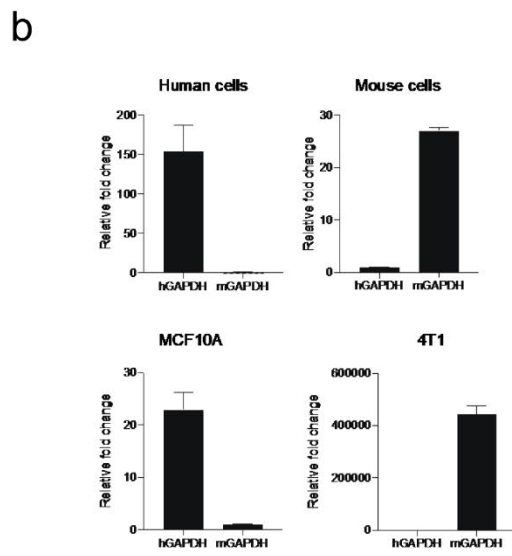 b
Human cells
Relative fold change
200
150
100
50
0
hGAPDH mGAPDH
Mouse cells
Relative fold change
30
20
10
0
hGAPDH mGAPDH
MCF10A
Relative fold change
30
20
10
0
hGAPDH mGAPDH
4T1
Relative fold change
600000
400000
200000
0
hGAPDH mGAPDH